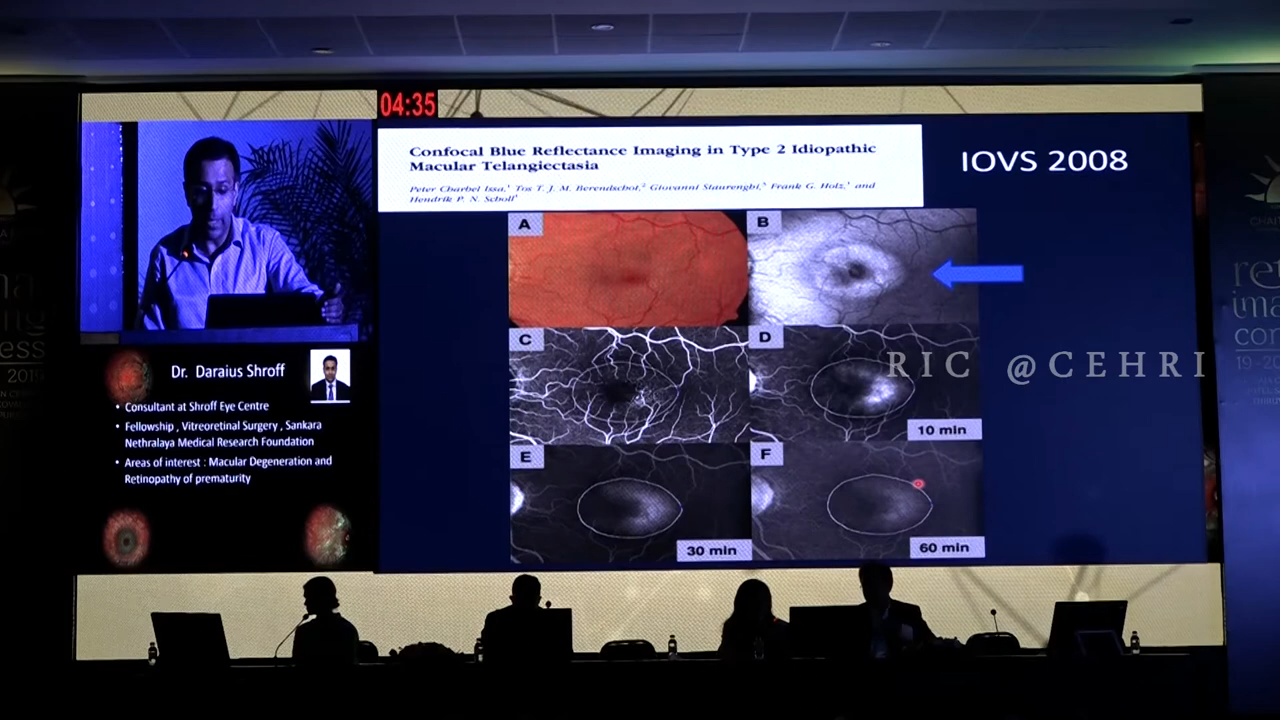 04:35
Confocal Blue Reflectance Imaging in Type 2 Idiopathic
Macular Telangiectasia
Peter Charbel Issa, Tos T. J. M. Berendschot, Giovanni Staurenghi, Frank G. Holz, and
Hendrik P. N. Scholl
IOVS 2008
A
B
C
D
10 min
E
30 min
F
60 min
RIC @CEHRI
Dr. Daraius Shroff
• Consultant at Shroff Eye Centre
• Fellowship , Vitreoretinal Surgery , Sankara
Nethralaya Medical Research Foundation
• Areas of interest : Macular Degeneration and
Retinopathy of prematurity